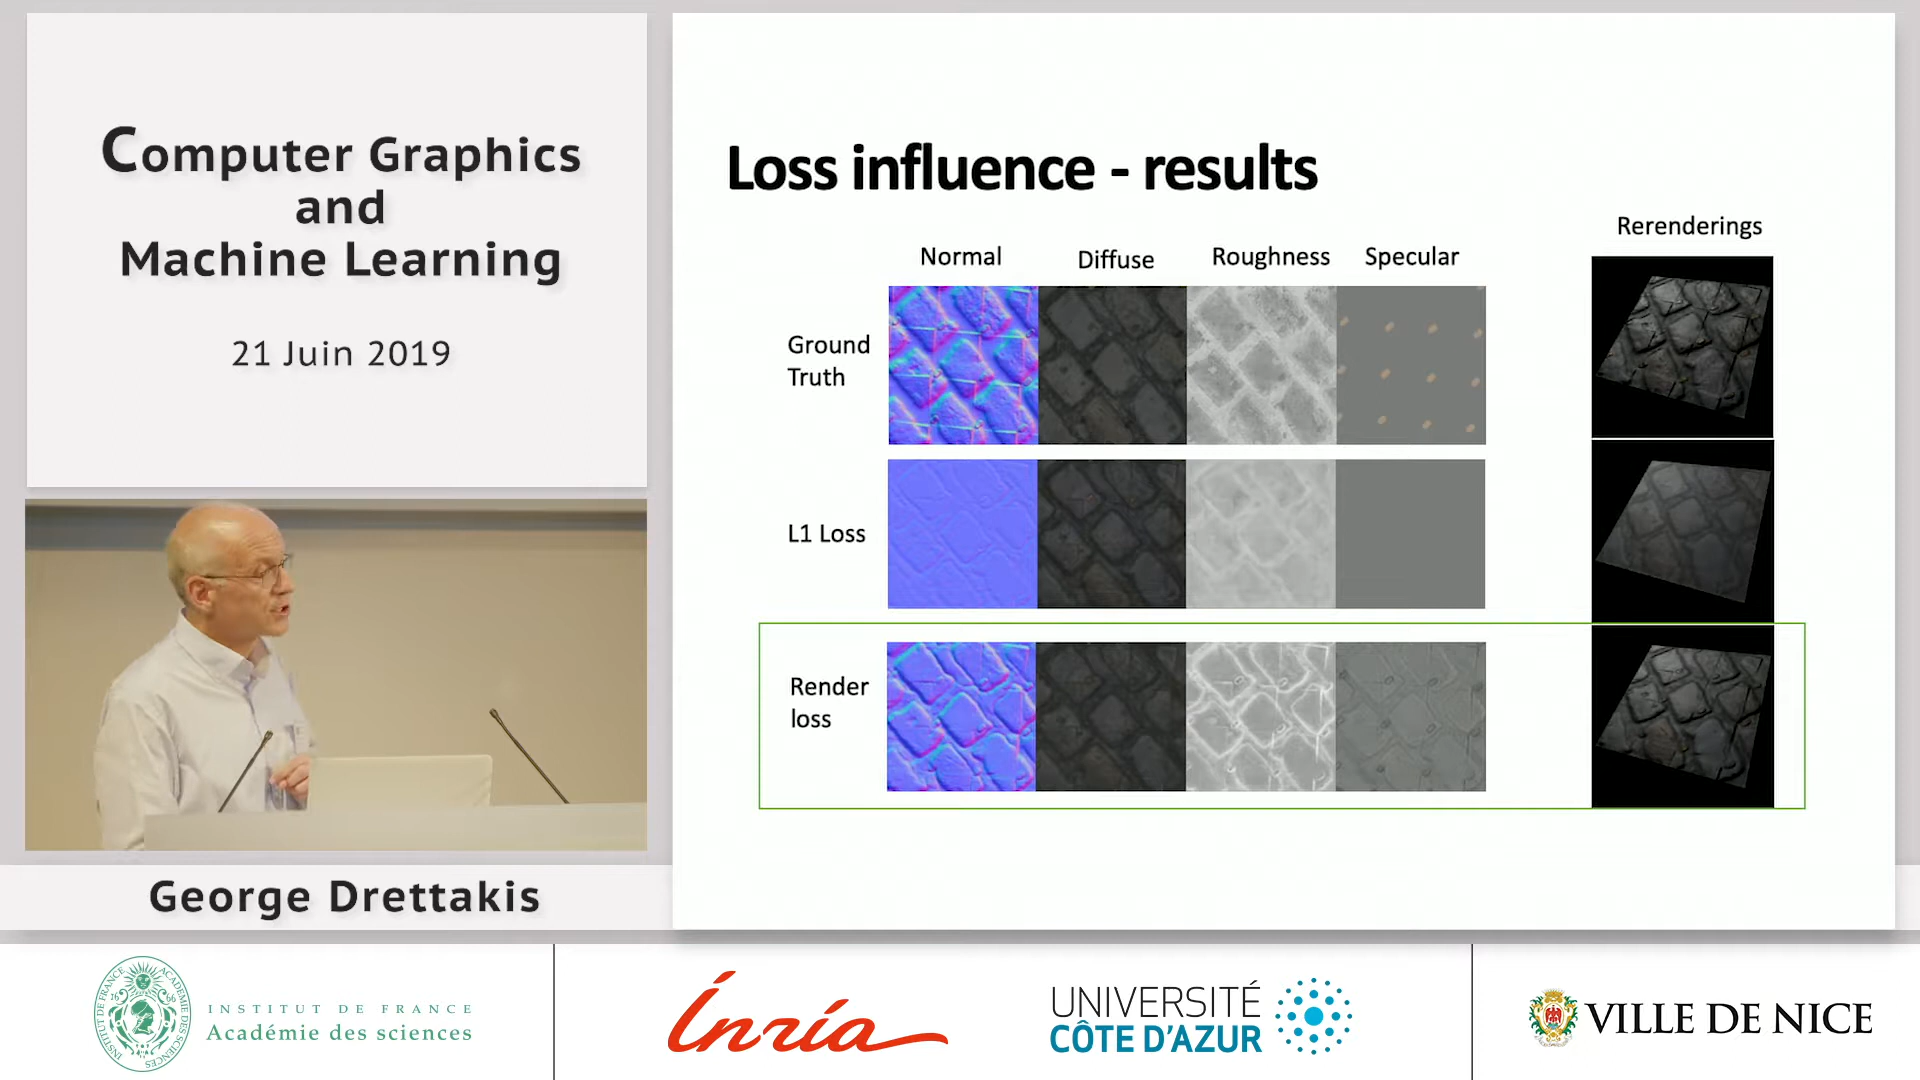 Computer Graphics
and
Machine Learning
21 Juin 2019
George Drettakis
Loss influence - results
Normal Diffuse Roughness Specular Rerenderings
Ground
Truth
L1 Loss
Render
loss
INSTITUT DE FRANCE
Académie des sciences
Inría
UNIVERSITÉ
CÔTE D'AZUR
VILLE DE NICE